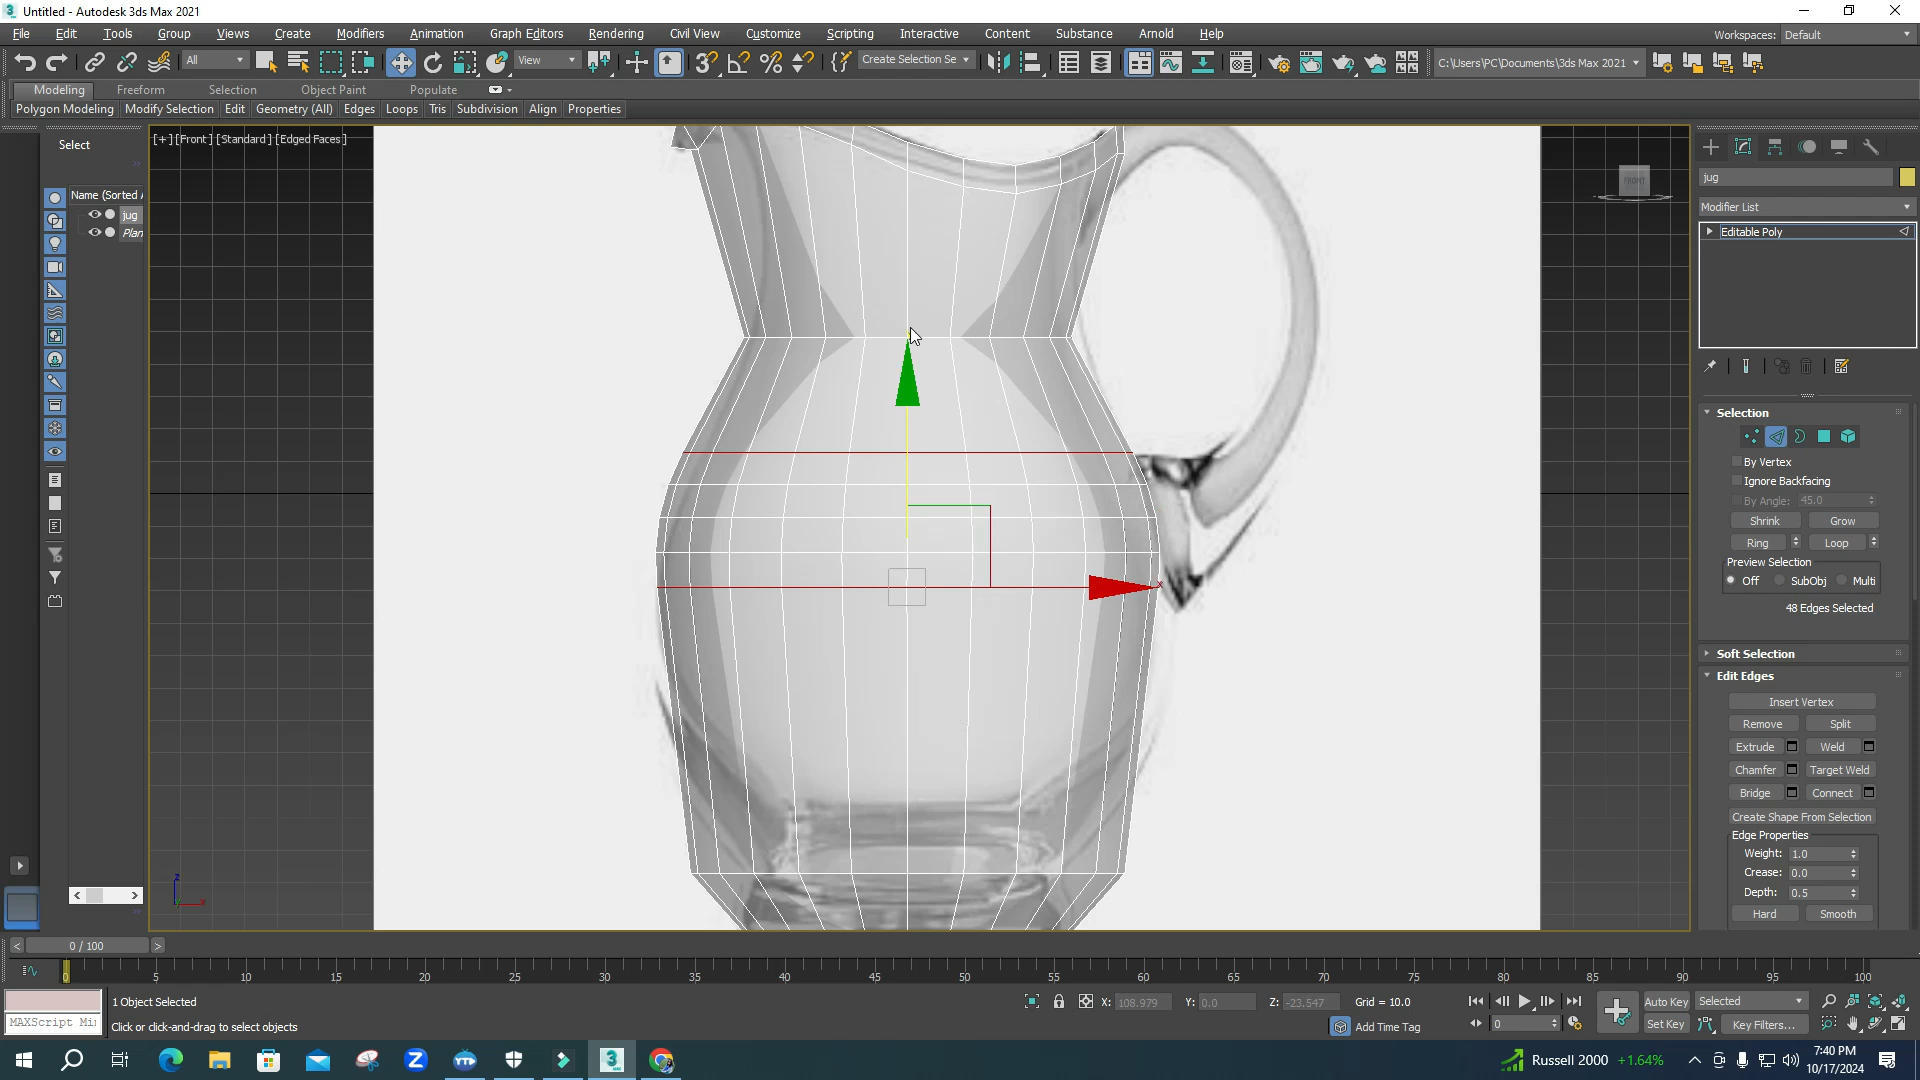 Untitled - Autodesk 3ds Max 2021
File Edit Tools Group Views Create Modifiers Animation Graph Editors Rendering Civil View Customize Scripting Interactive Content Substance Arnold Help
Workspaces: Default
All
View
Create Selection Se
C:\Users\PC\Documents\3ds Max 2021
Modeling Freeform Selection Object Paint Populate
Polygon Modeling Modify Selection Edit Geometry (All) Edges Loops Tris Subdivision Align Properties
Select
[+] [Front] [Standard] [Edged Faces]
FRONT
Name (Sorted A
jug
Plan
jug
Modifier List
Editable Poly
Selection
By Vertex
Ignore Backfacing
By Angle: 45.0
Shrink Grow
Ring Loop
Preview Selection
Off SubObj Multi
48 Edges Selected
Soft Selection
Edit Edges
Insert Vertex
Remove Split
Extrude Weld
Chamfer Target Weld
Bridge Connect
Create Shape From Selection
Edge Properties
Weight: 1.0
Crease: 0.0
Depth: 0.5
Hard Smooth
x
z
x
< 0 / 100 >
0 5 10 15 20 25 30 35 40 45 50 55 60 65 70 75 80 85 90 95 100
1 Object Selected
X: 108.979 Y: 0.0 Z: -23.547 Grid = 10.0
Auto Key Selected
MAXScript Mi
Click or click-and-drag to select objects
Add Time Tag
0
Set Key Key Filters...
Russell 2000 +1.64%
7:40 PM
10/17/2024